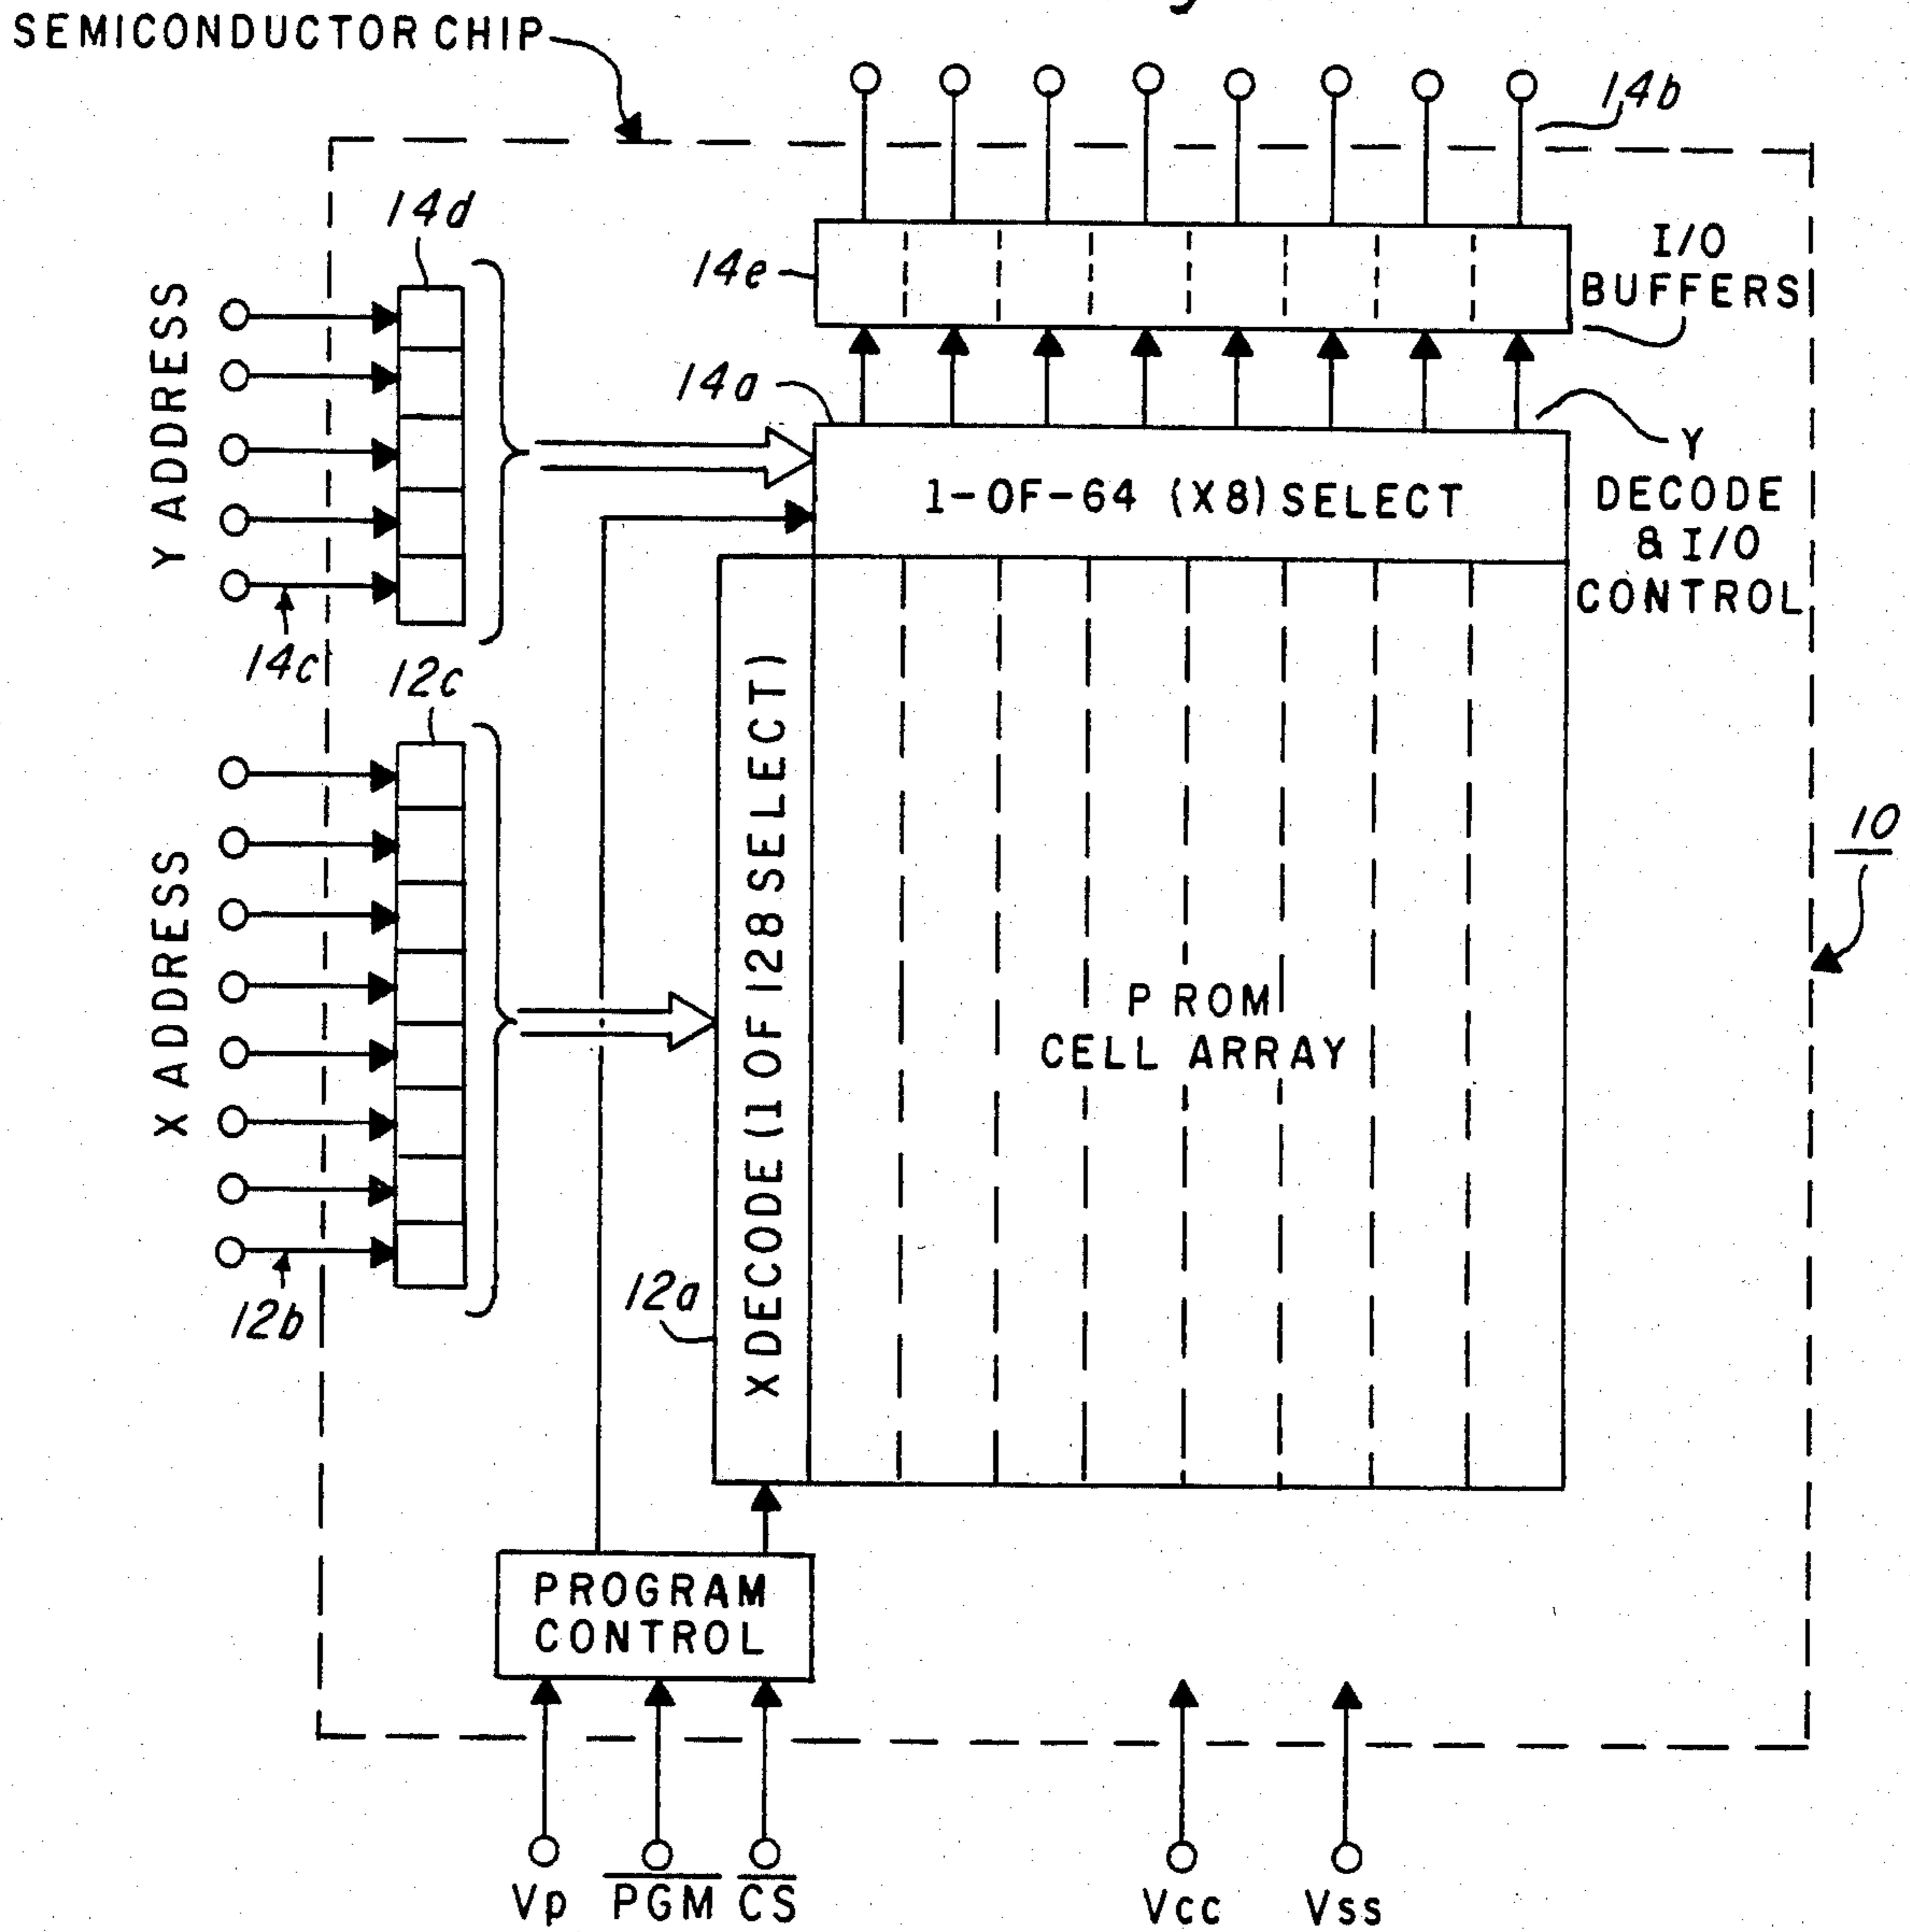 SEMICONDUCTOR CHIP
14b
14d
I/O
BUFFERS
14e
Y ADDRESS
14a
Y
DECODE
& I/O
CONTROL
1-OF-64 (X8) SELECT
14c
12c
X DECODE (1 OF 128 SELECT)
10
X ADDRESS
P ROM
CELL ARRAY
12a
12b
PROGRAM
CONTROL
Vp
PGM
CS
Vcc
Vss